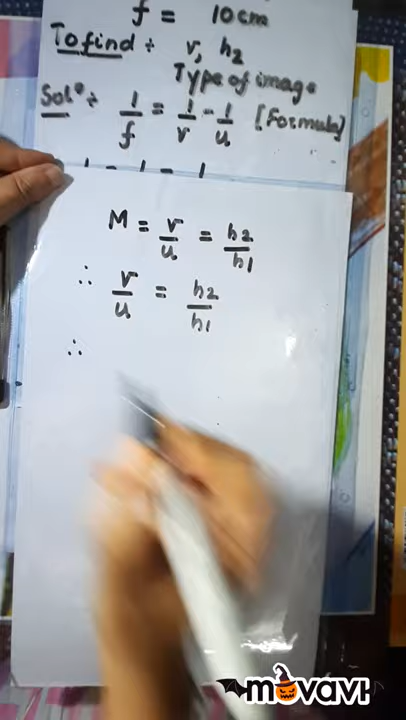 f = 10cm
To find ÷ v, h2
Type of image
Solⁿ ÷ 1/f = 1/v - 1/u [Formula]
M = v/u = h2/h1
∴ v/u = h2/h1
∴
movavi